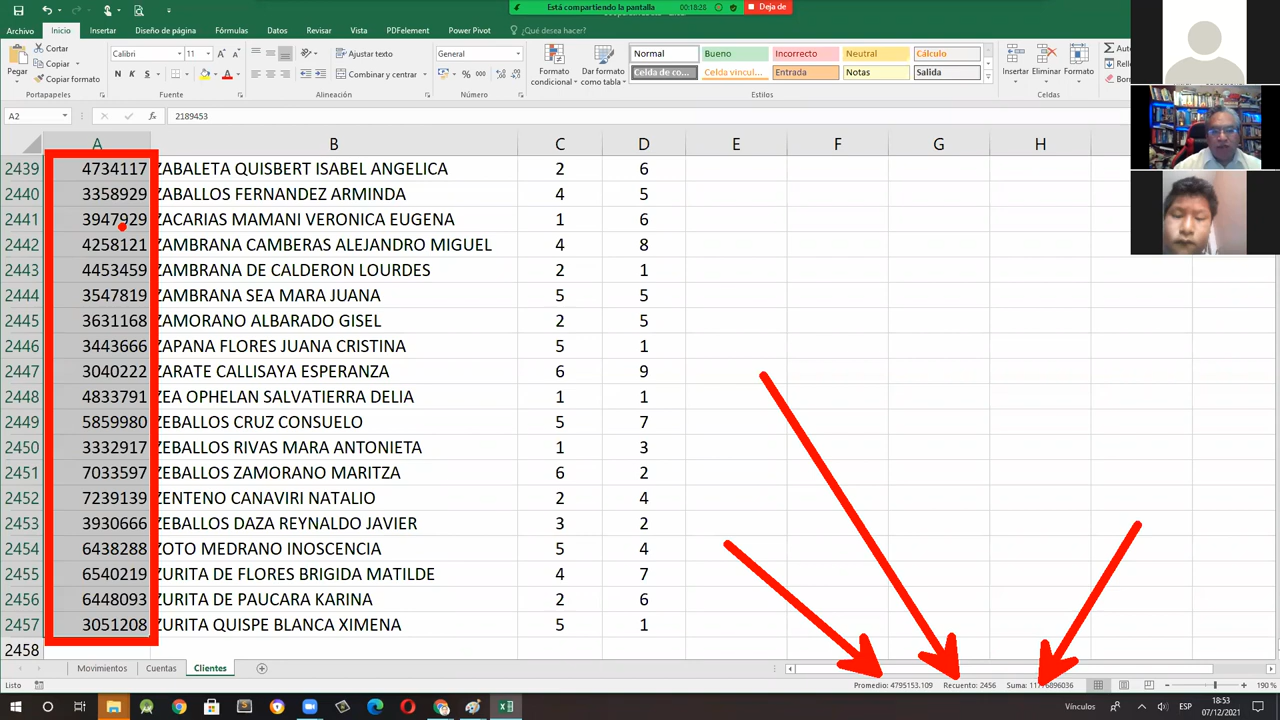 Está compartiendo la pantalla
00:18:25
Deja de
Archivo Inicio Insertar Diseño de página Fórmulas Datos Revisar Vista PDFelement Power Pivot ¿Qué desea hacer?
Pegar
Cortar
Copiar
Copiar formato
Portapapeles
Calibri 11
N K S
Fuente
Ajustar texto
Combinar y centrar
Alineación
General
% 000
Número
Formato condicional
Dar formato como tabla
Normal Bueno Incorrecto Neutral Cálculo
Celda de co... Celda vincul... Entrada Notas Salida
Estilos
Insertar Eliminar Formato
Celdas
A2 2189453
A B C D E F G H
2439 4734117 ZABALETA QUISBERT ISABEL ANGELICA 2 6
2440 3358929 ZABALLOS FERNANDEZ ARMINDA 4 5
2441 3947929 ZACARIAS MAMANI VERONICA EUGENA 1 6
2442 4258121 ZAMBRANA CAMBERAS ALEJANDRO MIGUEL 4 8
2443 4453459 ZAMBRANA DE CALDERON LOURDES 2 1
2444 3547819 ZAMBRANA SEA MARA JUANA 5 5
2445 3631168 ZAMORANO ALBARADO GISEL 2 5
2446 3443666 ZAPANA FLORES JUANA CRISTINA 5 1
2447 3040222 ZARATE CALLISAYA ESPERANZA 6 9
2448 4833791 ZEA OPHELAN SALVATIERRA DELIA 1 1
2449 5859980 ZEBALLOS CRUZ CONSUELO 5 7
2450 3332917 ZEBALLOS RIVAS MARA ANTONIETA 1 3
2451 7033597 ZEBALLOS ZAMORANO MARITZA 6 2
2452 7239139 ZENTENO CANAVIRI NATALIO 2 4
2453 3930666 ZEBALLOS DAZA REYNALDO JAVIER 3 2
2454 6438288 ZOTO MEDRANO INOSCENCIA 5 4
2455 6540219 ZURITA DE FLORES BRIGIDA MATILDE 4 7
2456 6448093 ZURITA DE PAUCARA KARINA 2 6
2457 3051208 ZURITA QUISPE BLANCA XIMENA 5 1
2458
Movimientos Cuentas Clientes
Listo
Promedio: 4795153.109 Recuento: 2456 Suma:
190 %
Vínculos ESP 18:53
07/12/2021